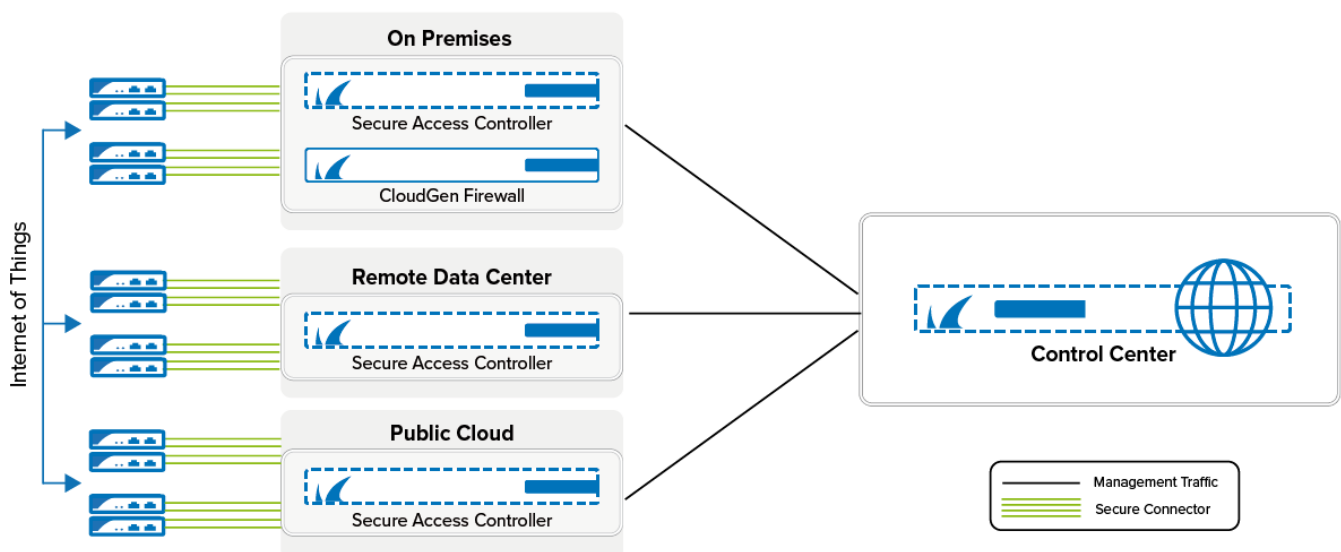 On Premises
Secure Access Controller
CloudGen Firewall
Internet of Things
Remote Data Center
Secure Access Controller
Control Center
Public Cloud
Secure Access Controller
Management Traffic
Secure Connector